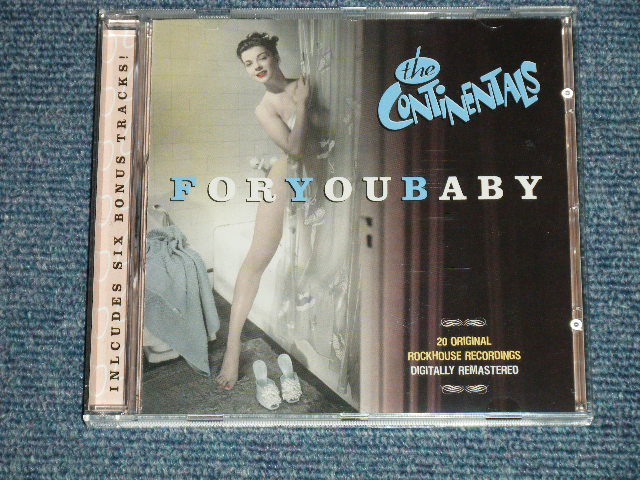 INLCUDES SIX BONUS TRACKS!
the
CONTINENTALS
FORYOUBABY
20 ORIGINAL
ROCKHOUSE RECORDINGS
DIGITALLY REMASTERED